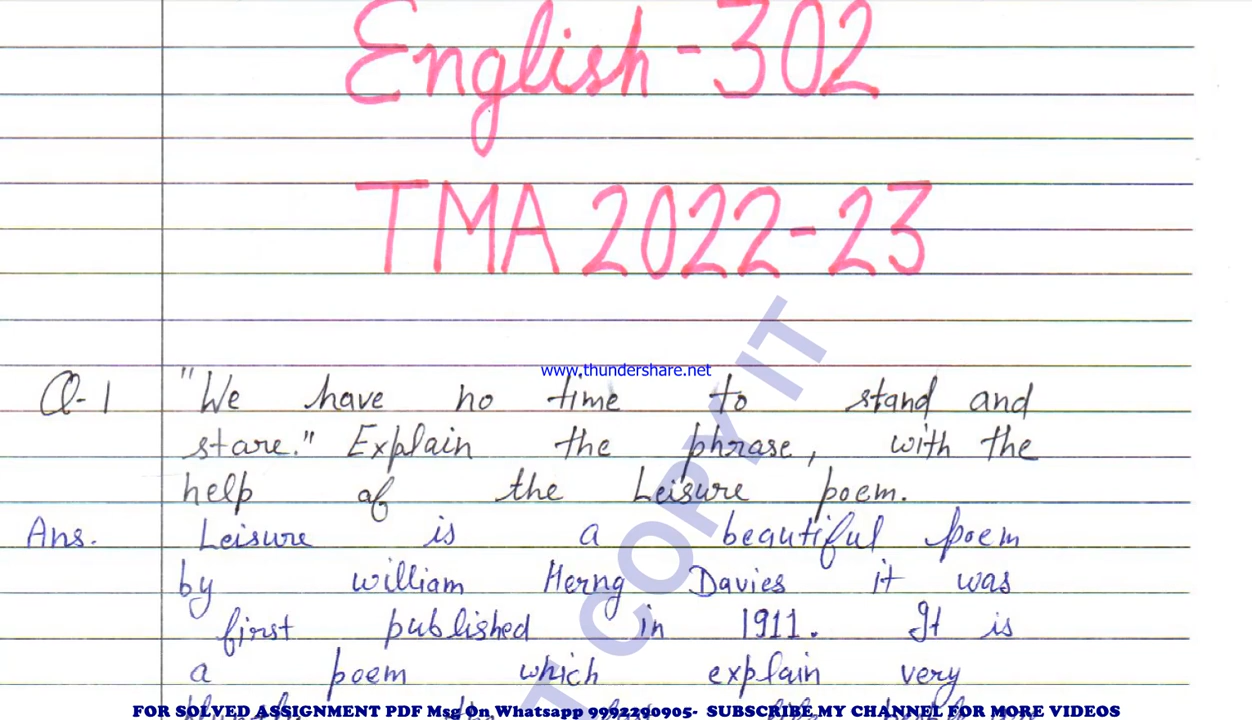 English-302
TMA 2022-23
www.thundershare.net
Q-1 "We have no time to stand and
stare." Explain the phrase, with the
help of the Leisure poem.
Ans. Leisure is a beautiful poem
by william Herng Davies it was
first published in 1911. It is
a poem which explain very
COPY IT
FOR SOLVED ASSIGNMENT PDF Msg On Whatsapp 9992290905- SUBSCRIBE MY CHANNEL FOR MORE VIDEOS